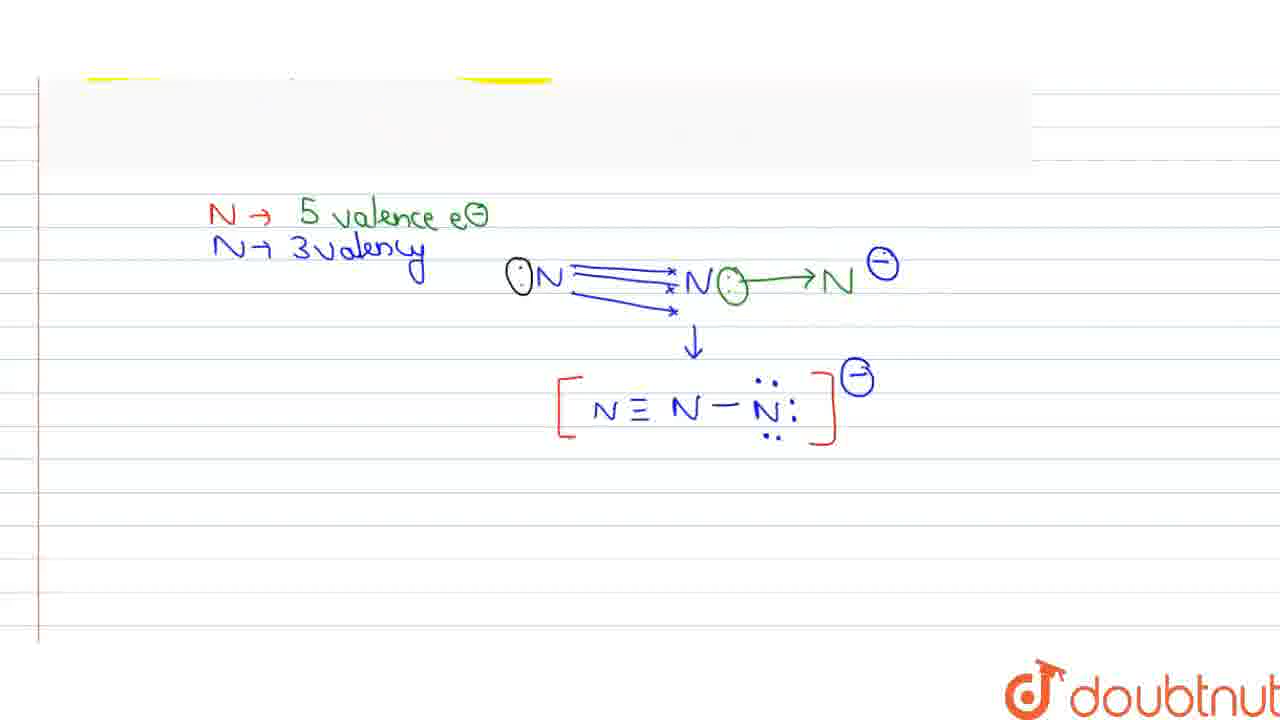 N → 5 valence e⊖
N → 3 valency
:N ≡ N: → N ⊖
↓
[N ≡ N – N̈:]⊖
doubtnut